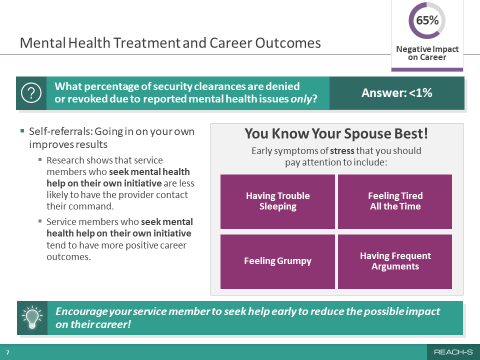 65%
Mental Health Treatment and Career Outcomes
Negative Impact
on Career
What percentage of security clearances are denied
or revoked due to reported mental health issues only?
Answer: <1%
Self-referrals: Going in on your own
improves results
Research shows that service
members who seek mental health
help on their own initiative are less
likely to have the provider contact
their command.
Service members who seek mental
health help on their own initiative
tend to have more positive career
outcomes.
You Know Your Spouse Best!
Early symptoms of stress that you should
pay attention to include:
Having Trouble
Sleeping
Feeling Tired
All the Time
Feeling Grumpy
Having Frequent
Arguments
Encourage your service member to seek help early to reduce the possible impact
on their career!
7
REACH-S